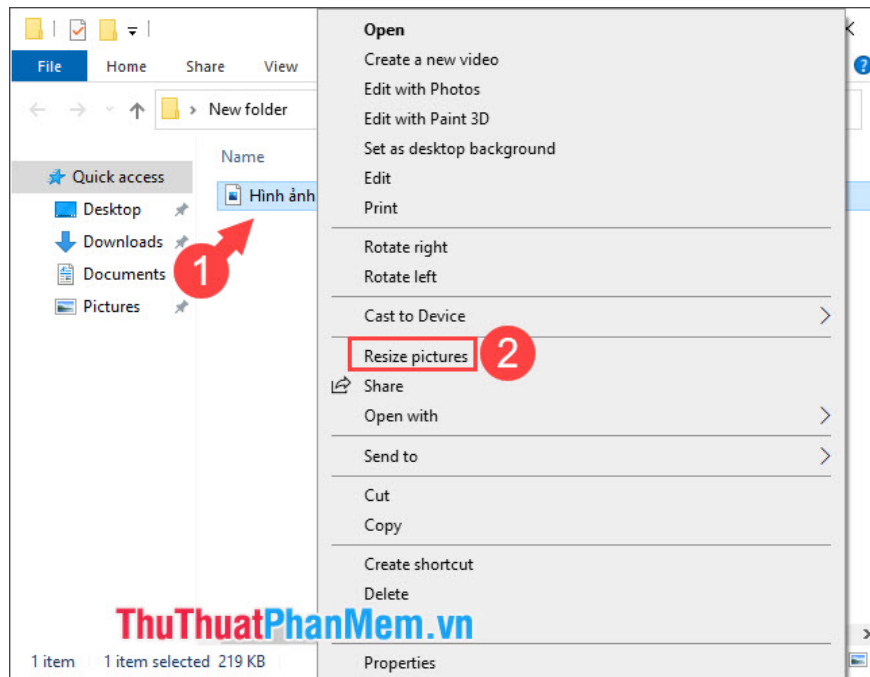 File Home Share View
New folder
Name
Quick access
Hình ảnh
Desktop
Downloads
Documents
Pictures
1
Open
Create a new video
Edit with Photos
Edit with Paint 3D
Set as desktop background
Edit
Print
Rotate right
Rotate left
Cast to Device
Resize pictures
2
Share
Open with
Send to
Cut
Copy
Create shortcut
Delete
Properties
ThuThuatPhanMem.vn
1 item 1 item selected 219 KB